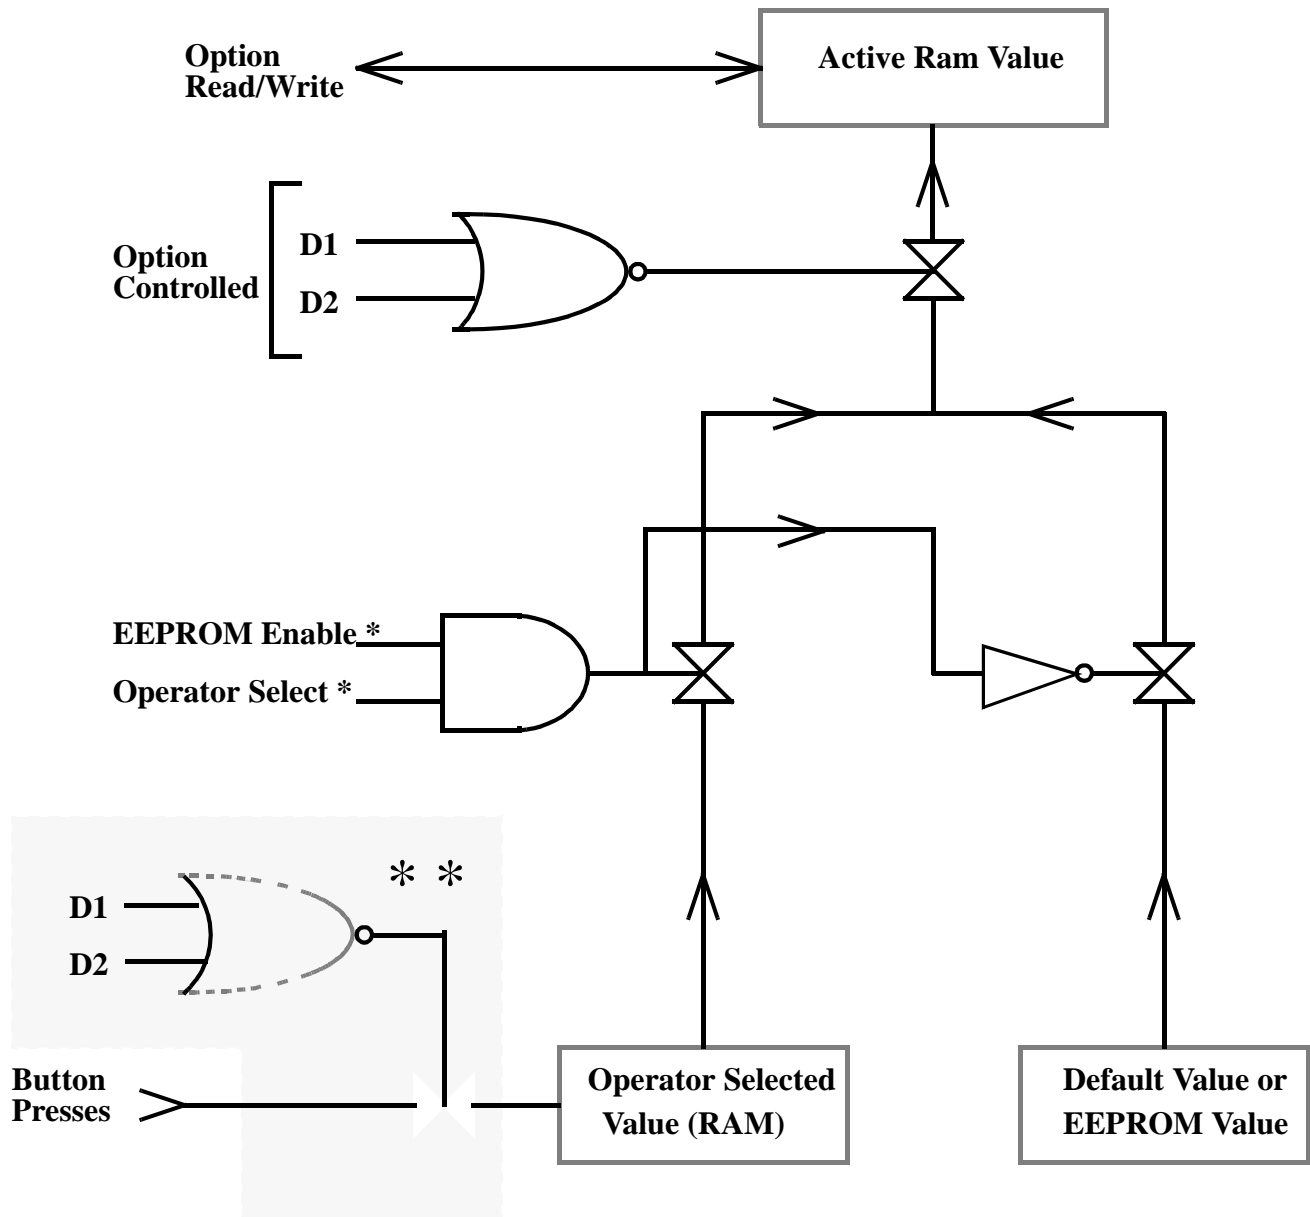 Option
Read/Write
Active Ram Value
Option
Controlled
D1
D2
EEPROM Enable *
Operator Select *
* *
D1
D2
Button
Presses
Operator Selected
Value (RAM)
Default Value or
EEPROM Value